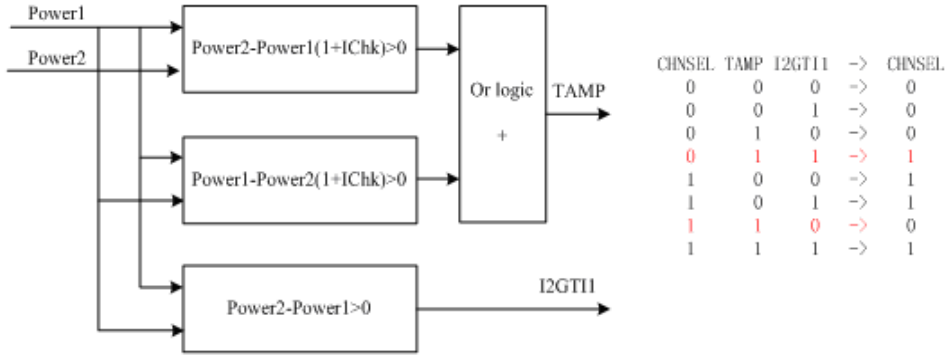 Power1
Power2
Power2-Power1(1+IChk)>0
Power1-Power2(1+IChk)>0
Power2-Power1>0
Or logic
+
TAMP
I2GTI1
CHNSEL TAMP I2GTI1 -> CHNSEL
0 0 0 -> 0
0 0 1 -> 0
0 1 0 -> 0
0 1 1 -> 1
1 0 0 -> 1
1 0 1 -> 1
1 1 0 -> 0
1 1 1 -> 1